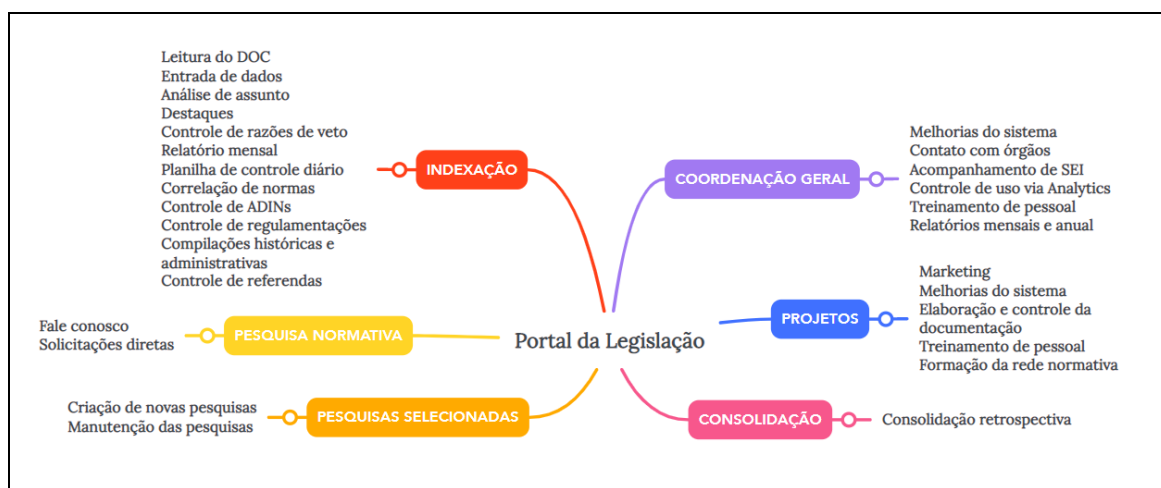 Leitura do DOC
Entrada de dados
Análise de assunto
Destaques
Controle de razões de veto
Relatório mensal
Planilha de controle diário
Correlação de normas
Controle de ADINs
Controle de regulamentações
Compilações históricas e
administrativas
Controle de referendas
INDEXAÇÃO
Fale conosco
Solicitações diretas
PESQUISA NORMATIVA
Criação de novas pesquisas
Manutenção das pesquisas
PESQUISAS SELECIONADAS
Portal da Legislação
COORDENAÇÃO GERAL
Melhorias do sistema
Contato com órgãos
Acompanhamento de SEI
Controle de uso via Analytics
Treinamento de pessoal
Relatórios mensais e anual
PROJETOS
Marketing
Melhorias do sistema
Elaboração e controle da
documentação
Treinamento de pessoal
Formação da rede normativa
CONSOLIDAÇÃO
Consolidação retrospectiva